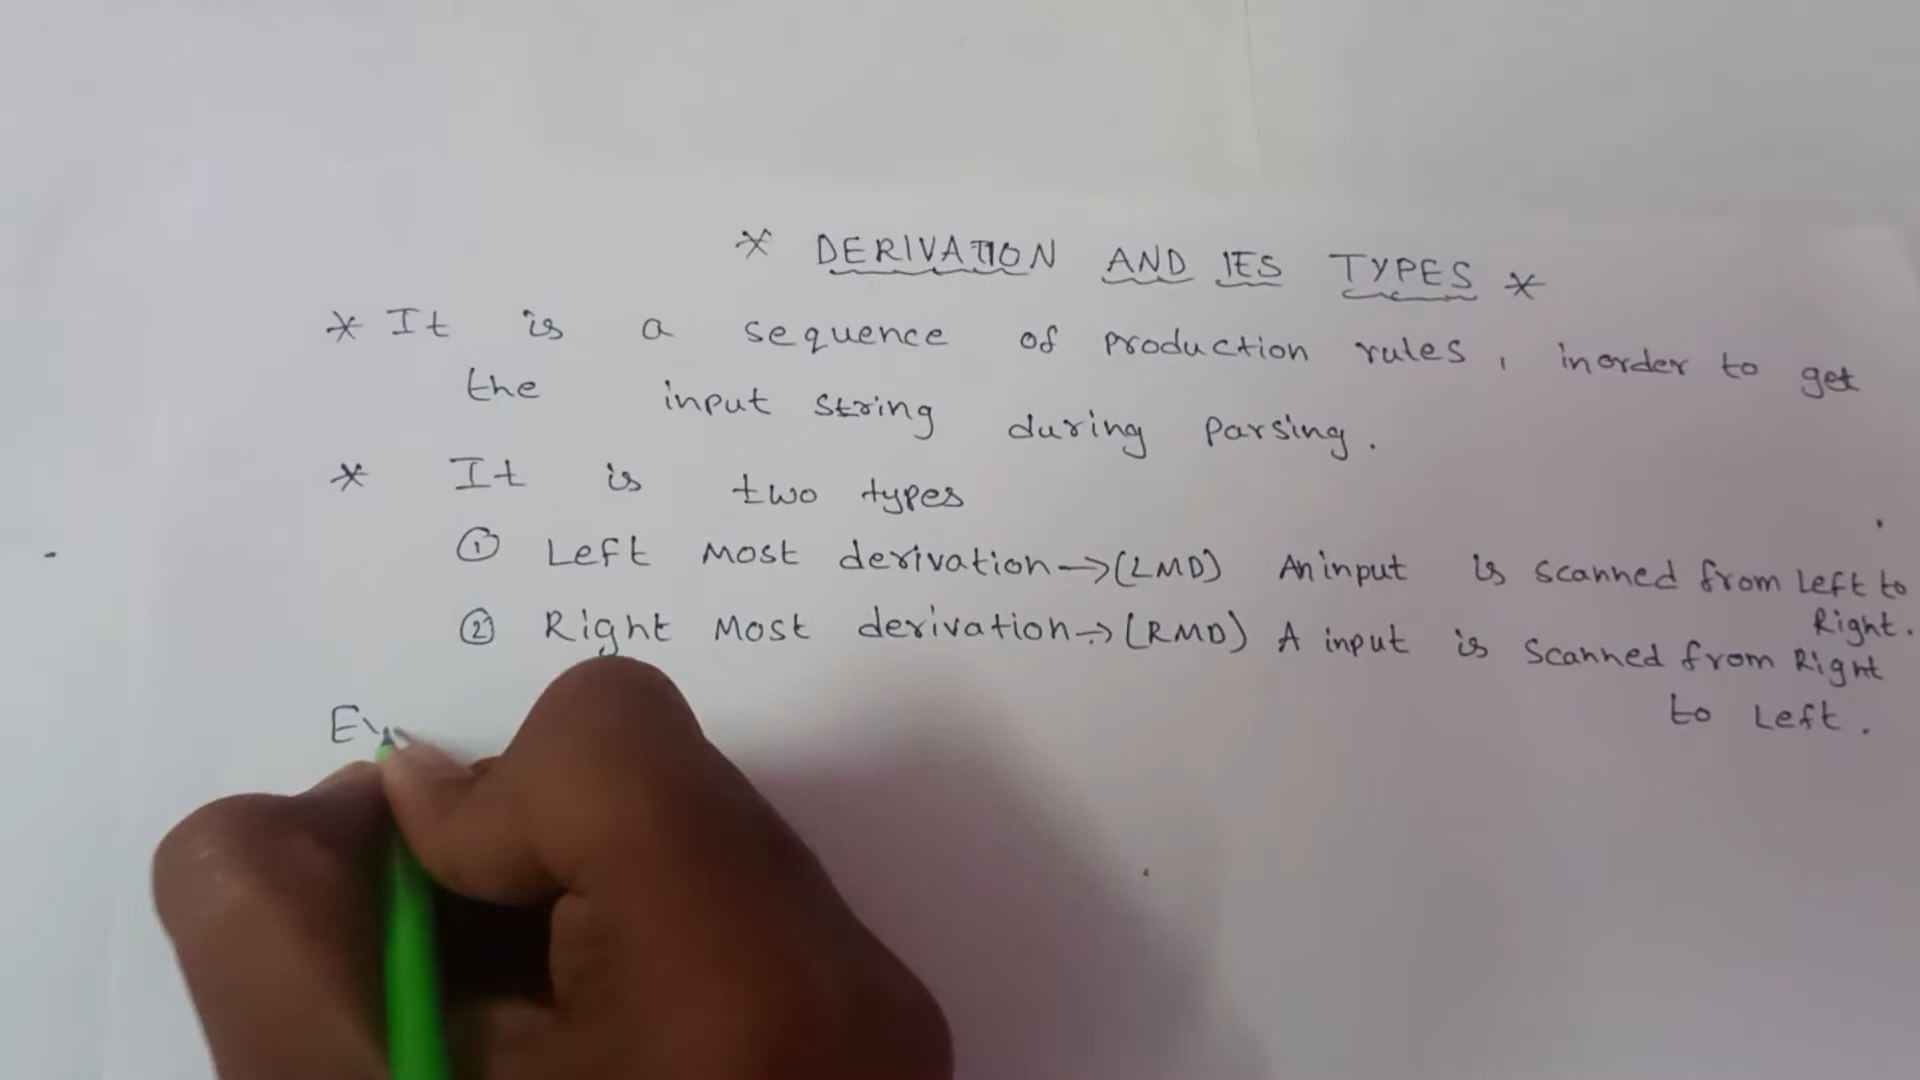 * DERIVATION AND ITS TYPES *
* It is a sequence of production rules, inorder to get
the input string during parsing.
* It is two types
① Left Most derivation → (LMD) An input is scanned from Left to
Right.
② Right Most derivation → (RMD) A input is scanned from Right
to Left.
Ex